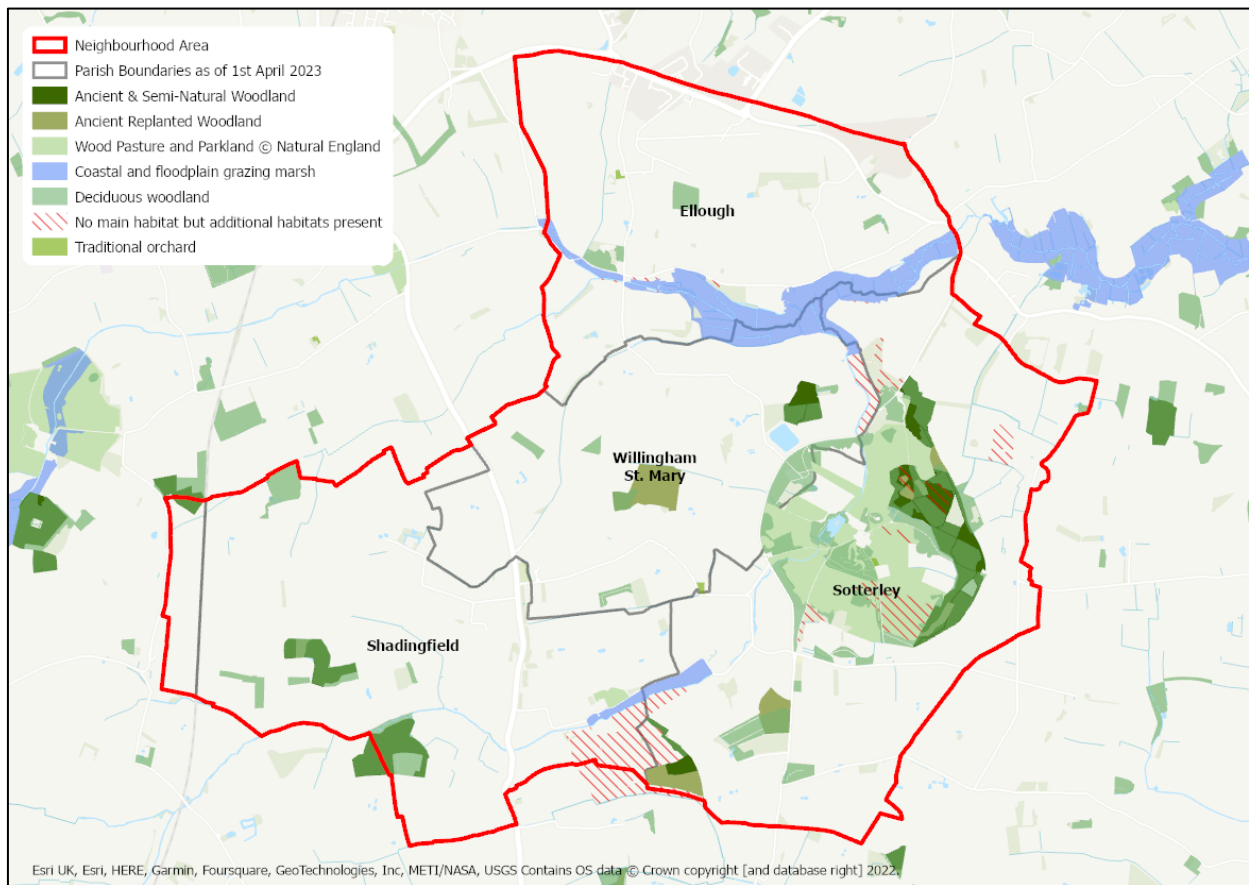 Neighbourhood Area
Parish Boundaries as of 1st April 2023
Ancient & Semi-Natural Woodland
Ancient Replanted Woodland
Wood Pasture and Parkland © Natural England
Coastal and floodplain grazing marsh
Deciduous woodland
No main habitat but additional habitats present
Traditional orchard
Ellough
Willingham
St. Mary
Sotterley
Shadingfield
Esri UK, Esri, HERE, Garmin, Foursquare, GeoTechnologies, Inc, METI/NASA, USGS Contains OS data © Crown copyright [and database right] 2022.